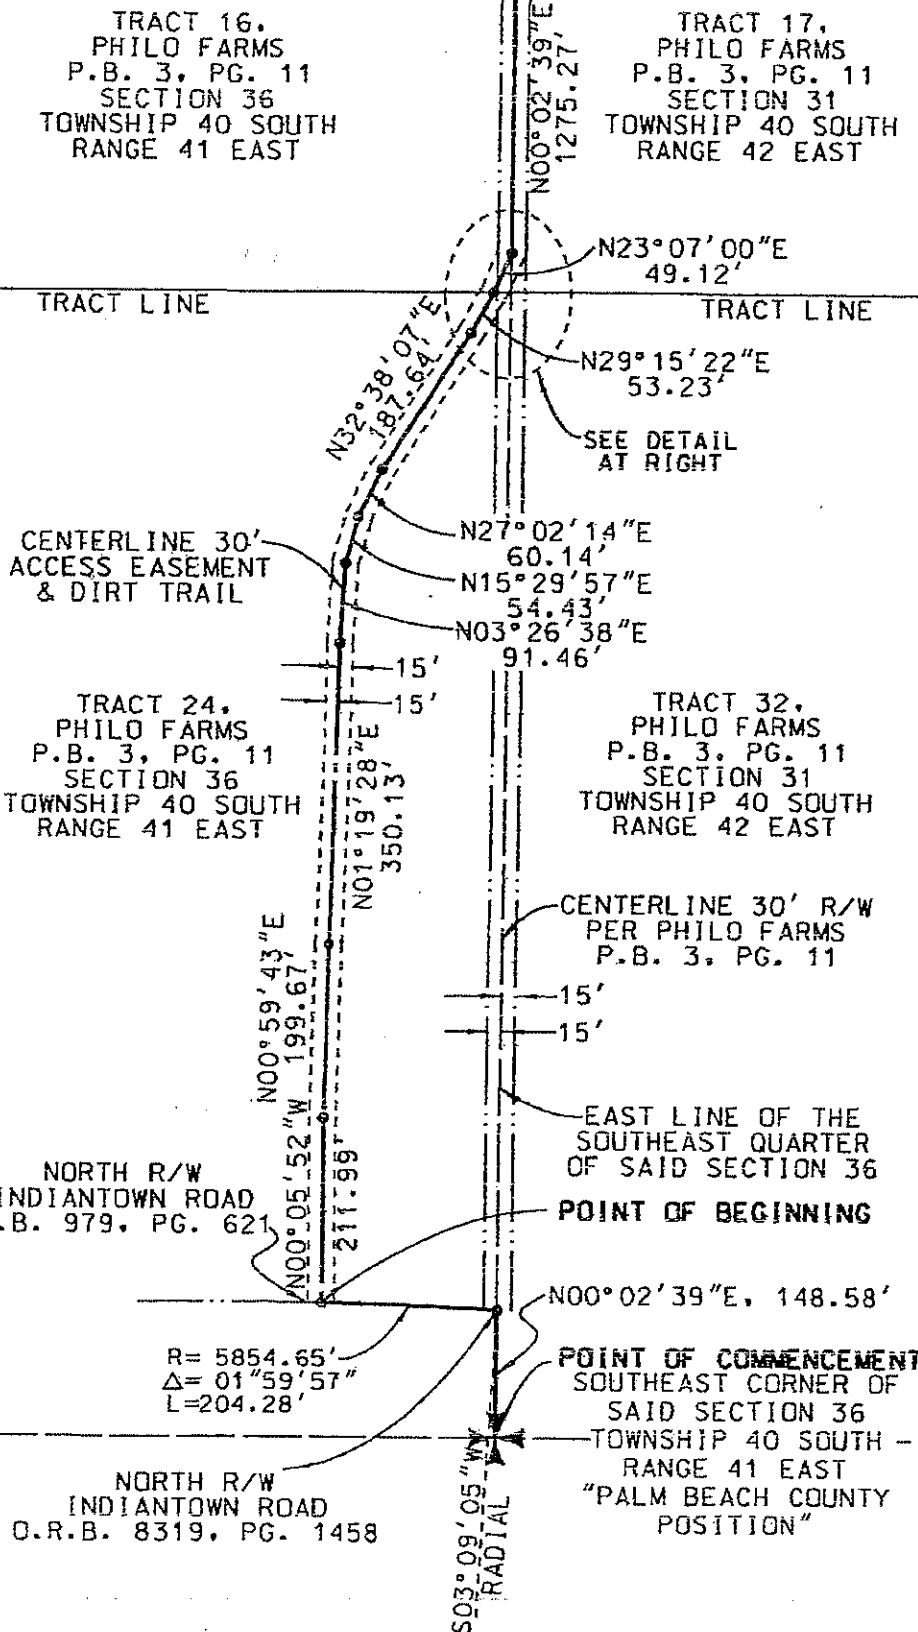 TRACT 16,
PHILO FARMS
P.B. 3, PG. 11
SECTION 36
TOWNSHIP 40 SOUTH
RANGE 41 EAST
N00°02'39"E
1275.27'
TRACT 17,
PHILO FARMS
P.B. 3, PG. 11
SECTION 31
TOWNSHIP 40 SOUTH
RANGE 42 EAST
N23°07'00"E
49.12'
TRACT LINE
TRACT LINE
N32°38'07"E
187.64'
N29°15'22"E
53.23'
SEE DETAIL
AT RIGHT
CENTERLINE 30'
ACCESS EASEMENT
& DIRT TRAIL
N27°02'14"E
60.14'
N15°29'57"E
54.43'
N03°26'38"E
91.46'
15'
15'
TRACT 24,
PHILO FARMS
P.B. 3, PG. 11
SECTION 36
TOWNSHIP 40 SOUTH
RANGE 41 EAST
N01°19'28"E
350.13'
TRACT 32,
PHILO FARMS
P.B. 3, PG. 11
SECTION 31
TOWNSHIP 40 SOUTH
RANGE 42 EAST
CENTERLINE 30' R/W
PER PHILO FARMS
P.B. 3, PG. 11
15'
15'
N00°59'43"E
199.67'
EAST LINE OF THE
SOUTHEAST QUARTER
OF SAID SECTION 36
N00°05'52"W
211.99'
NORTH R/W
INDIANTOWN ROAD
.B. 979, PG. 621
POINT OF BEGINNING
N00°02'39"E, 148.58'
R= 5854.65'
Δ= 01"59'57"
L=204.28'
POINT OF COMMENCEMENT
SOUTHEAST CORNER OF
SAID SECTION 36
TOWNSHIP 40 SOUTH -
RANGE 41 EAST
"PALM BEACH COUNTY
POSITION"
NORTH R/W
INDIANTOWN ROAD
O.R.B. 8319, PG. 1458
S03°09'05"W
RADIAL